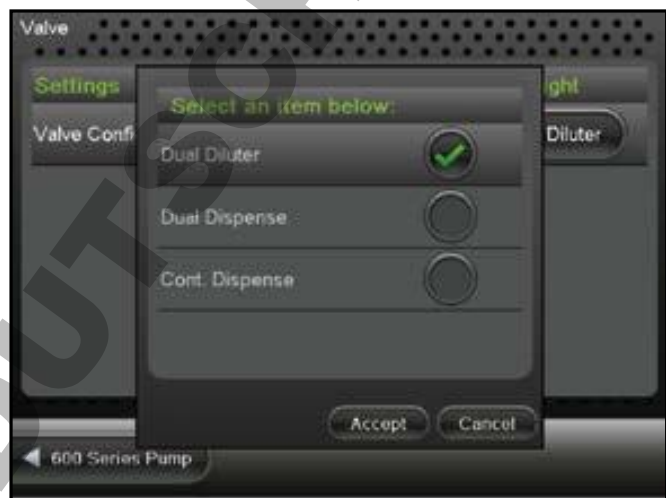 Valve
Settings
ight
Valve Confi
Diluter
Select an item below:
Dual Diluter
Dual Dispense
Cont. Dispense
Accept Cancel
600 Series Pump